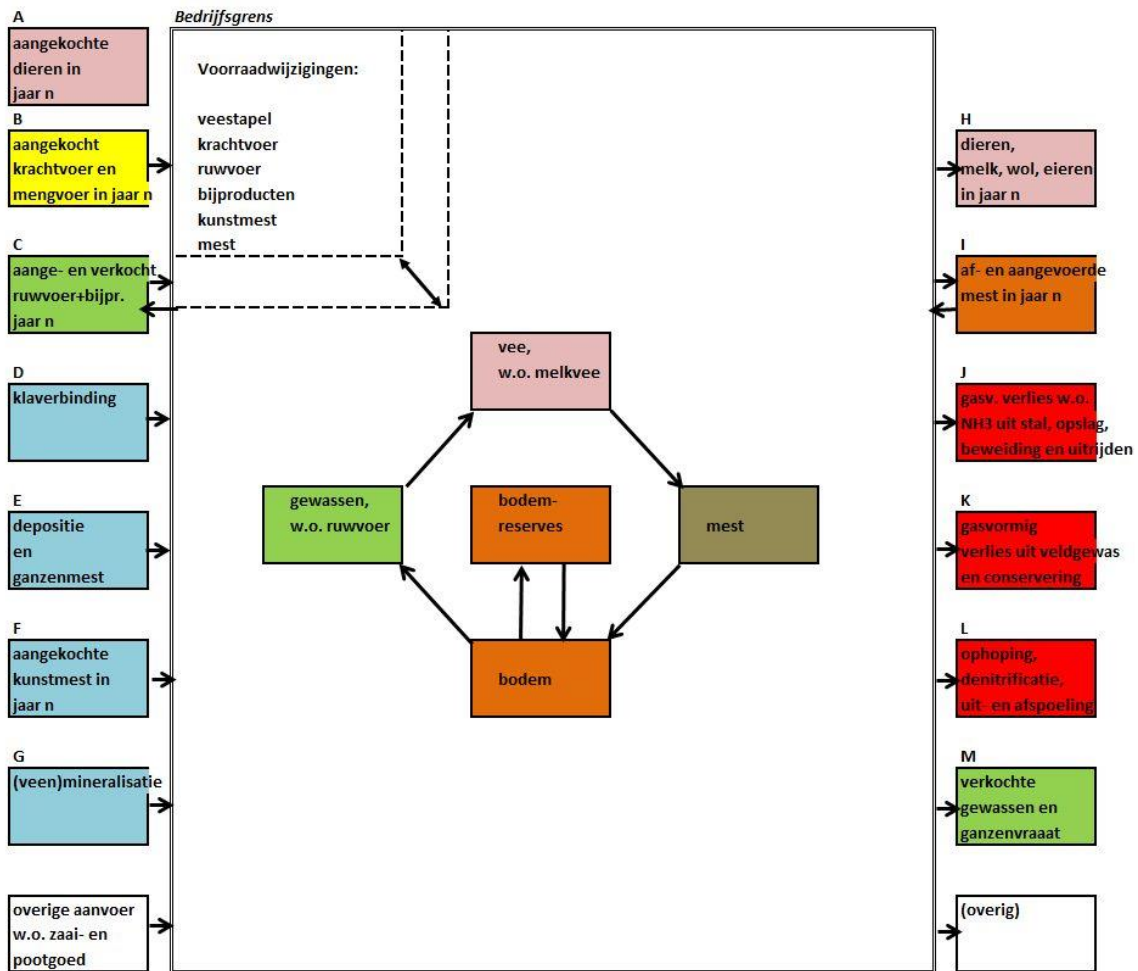 A
Bedrijfsgrens
aangekochte
dieren in
jaar n
B
aangekocht
krachtvoer en
mengvoer in jaar n
C
aange- en verkocht
ruwvoer+bijpr.
jaar n
D
klaverbinding
E
depositie
en
ganzenmest
F
aangekochte
kunstmest in
jaar n
G
(veen)mineralisatie
overige aanvoer
w.o. zaai- en
pootgoed
Voorraadwijzigingen:
veestapel
krachtvoer
ruwvoer
bijproducten
kunstmest
mest
vee,
w.o. melkvee
gewassen,
w.o. ruwvoer
bodem-
reserves
mest
bodem
H
dieren,
melk, wol, eieren
in jaar n
I
af- en aangevoerde
mest in jaar n
J
gasv. verlies w.o.
NH3 uit stal, opslag,
beweiding en uitrijden
K
gasvormig
verlies uit veldgewas
en conservering
L
ophoping,
denitrificatie,
uit- en afspoeling
M
verkochte
gewassen en
ganzenvraaat
(overig)